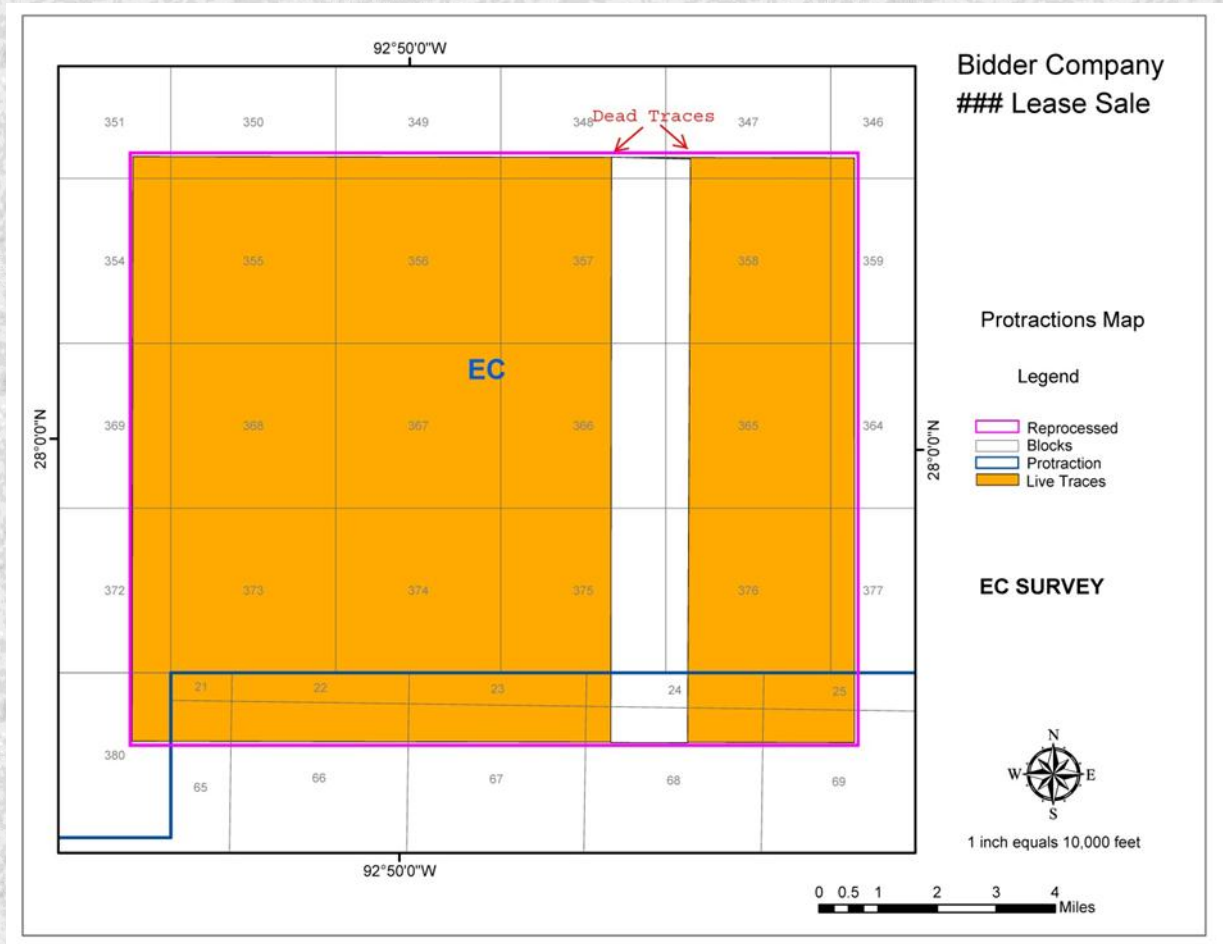 92°50'0"W
Bidder Company
### Lease Sale
351 350 349 348 347 346
Dead Traces
354 355 356 357 358 359
EC
369 368 367 366 365 364
28°0'0"N
28°0'0"N
372 373 374 375 376 377
21 22 23 24 25
380
65 66 67 68 69
92°50'0"W
Protractions Map
Legend
Reprocessed
Blocks
Protraction
Live Traces
EC SURVEY
N
W E
S
1 inch equals 10,000 feet
0 0.5 1 2 3 4
Miles